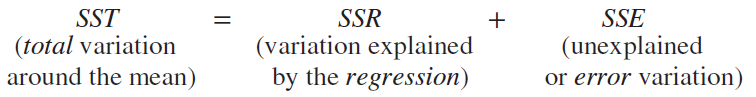 SST = SSR + SSE
(total variation (variation explained (unexplained
around the mean) by the regression) or error variation)